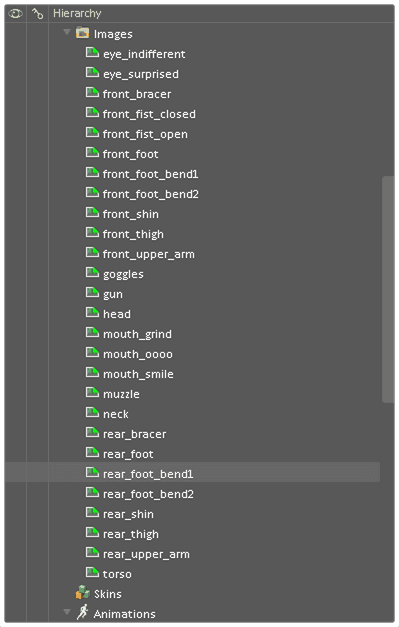 Hierarchy
Images
eye_indifferent
eye_surprised
front_bracer
front_fist_closed
front_fist_open
front_foot
front_foot_bend1
front_foot_bend2
front_shin
front_thigh
front_upper_arm
goggles
gun
head
mouth_grind
mouth_oooo
mouth_smile
muzzle
neck
rear_bracer
rear_foot
rear_foot_bend1
rear_foot_bend2
rear_shin
rear_thigh
rear_upper_arm
torso
Skins
Animations